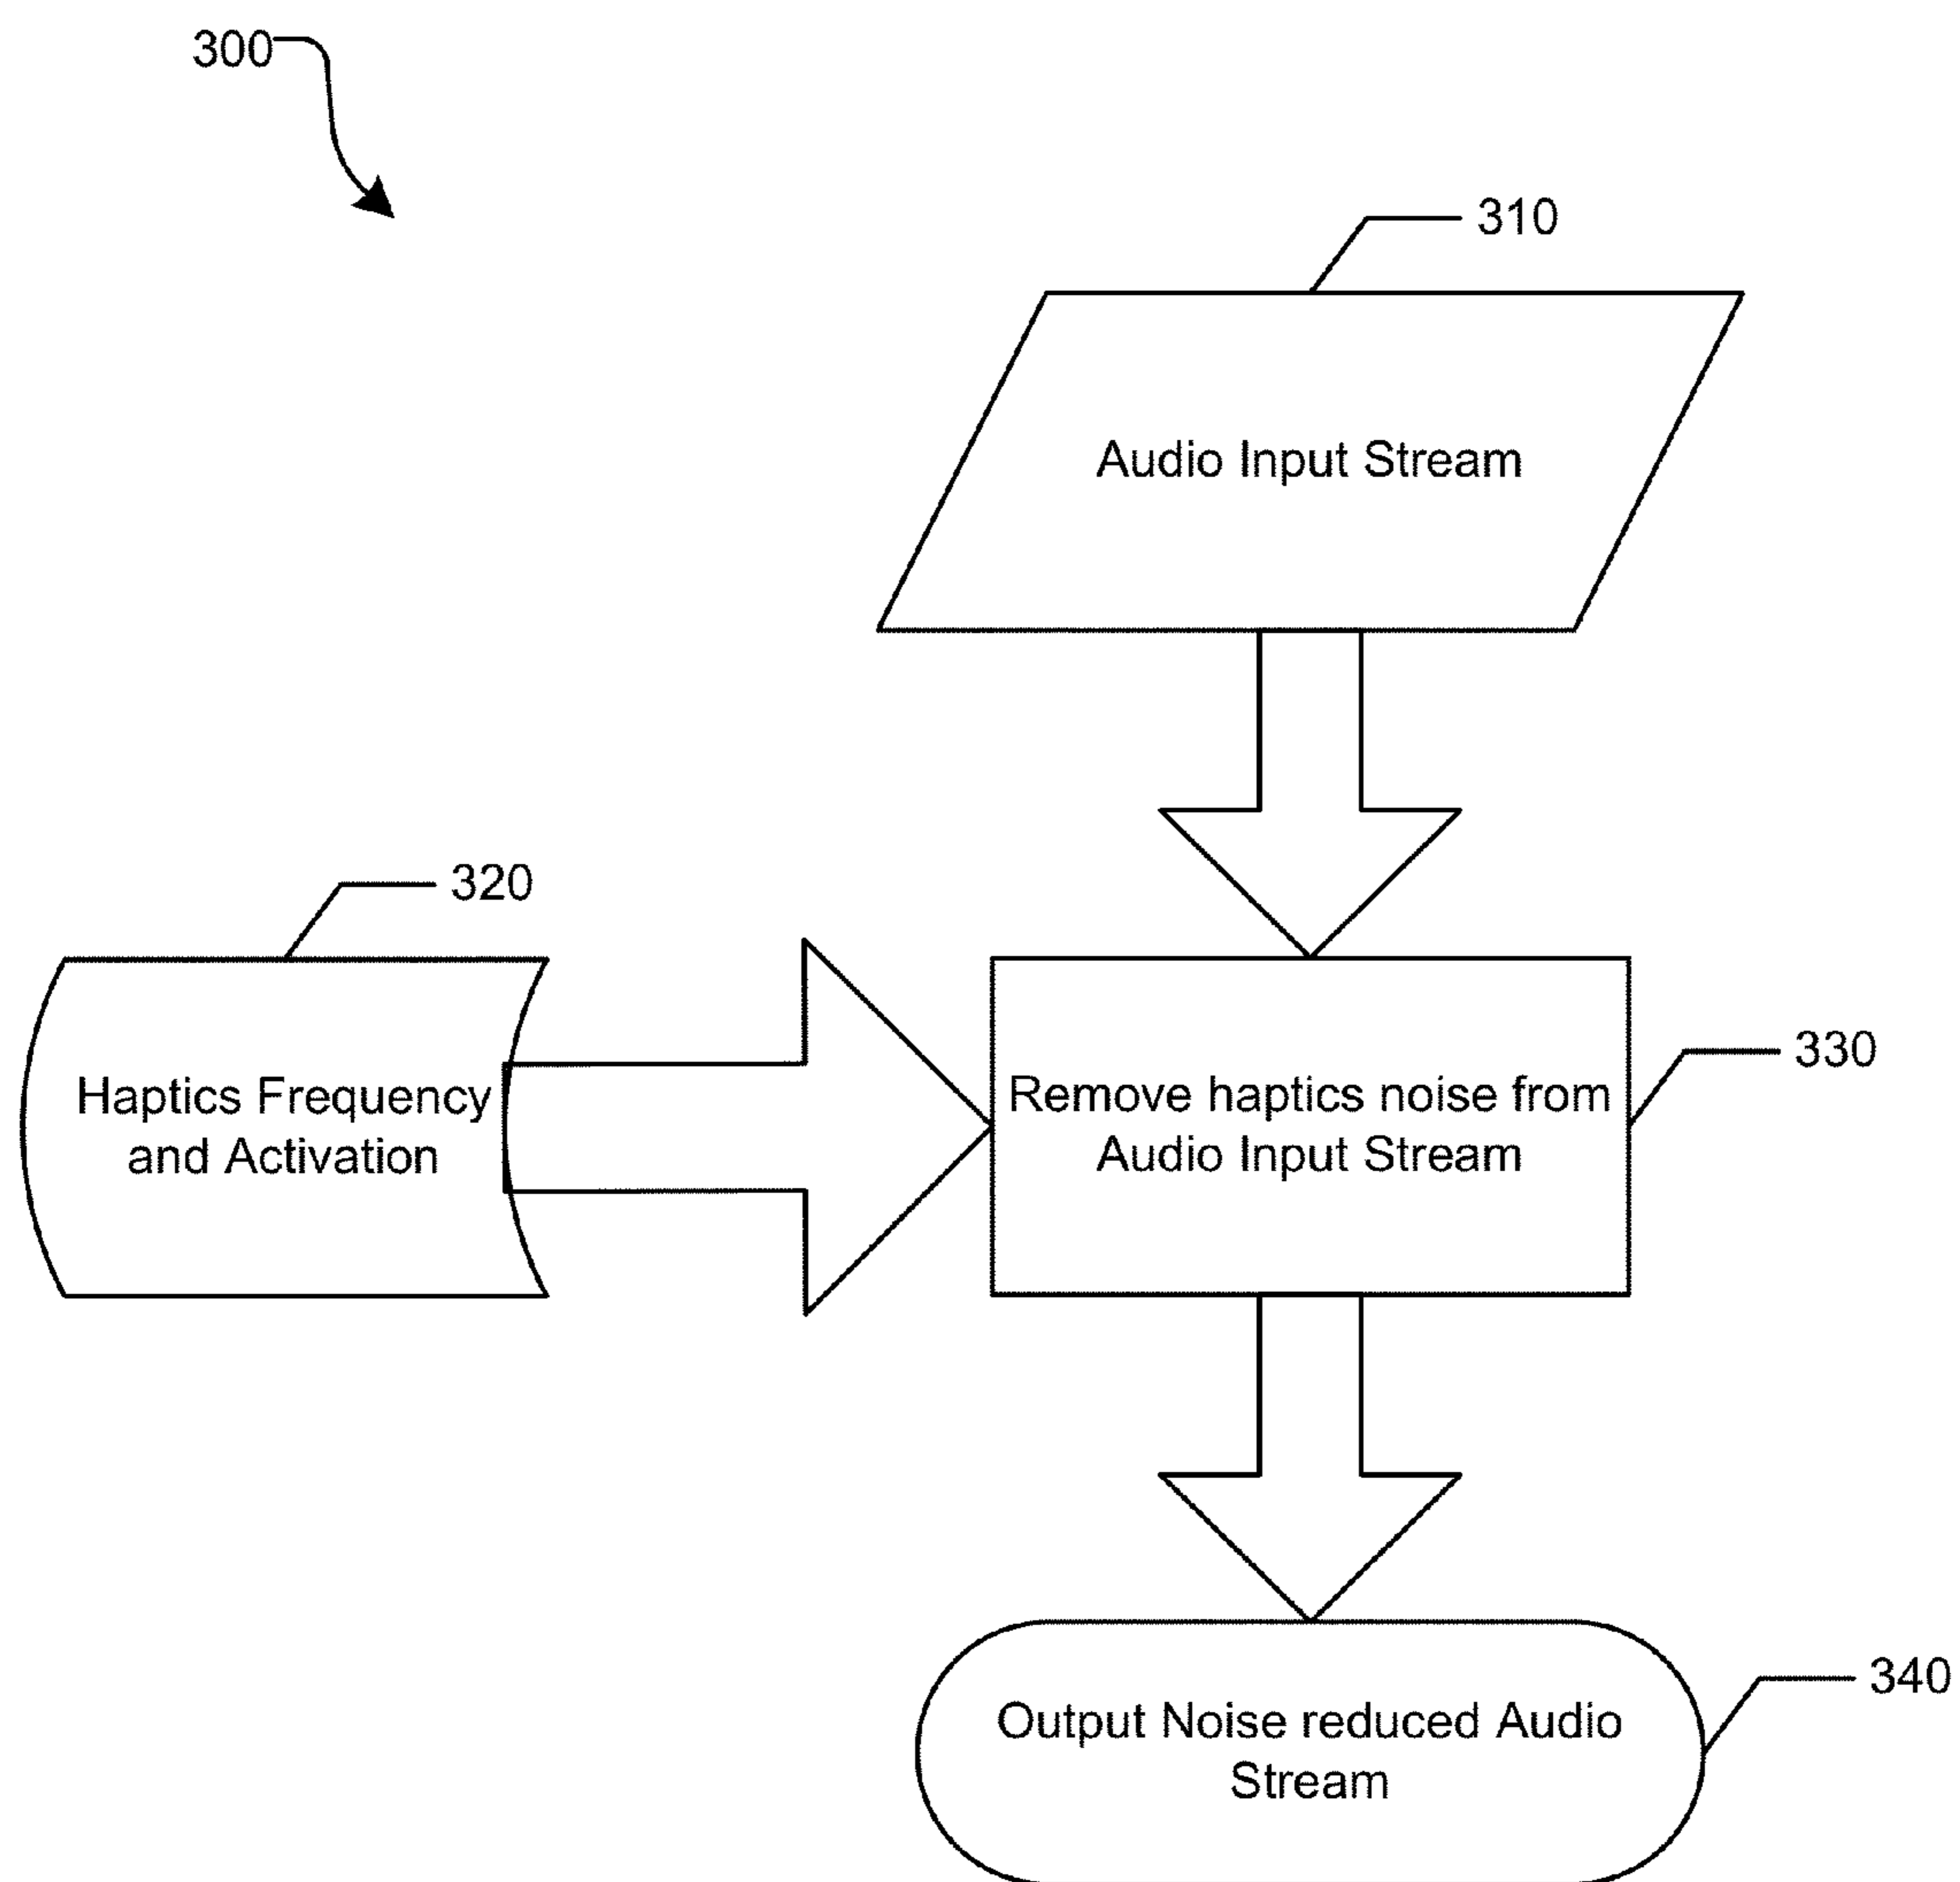 300
310
Audio Input Stream
320
Haptics Frequency
and Activation
330
Remove haptics noise from
Audio Input Stream
340
Output Noise reduced Audio
Stream